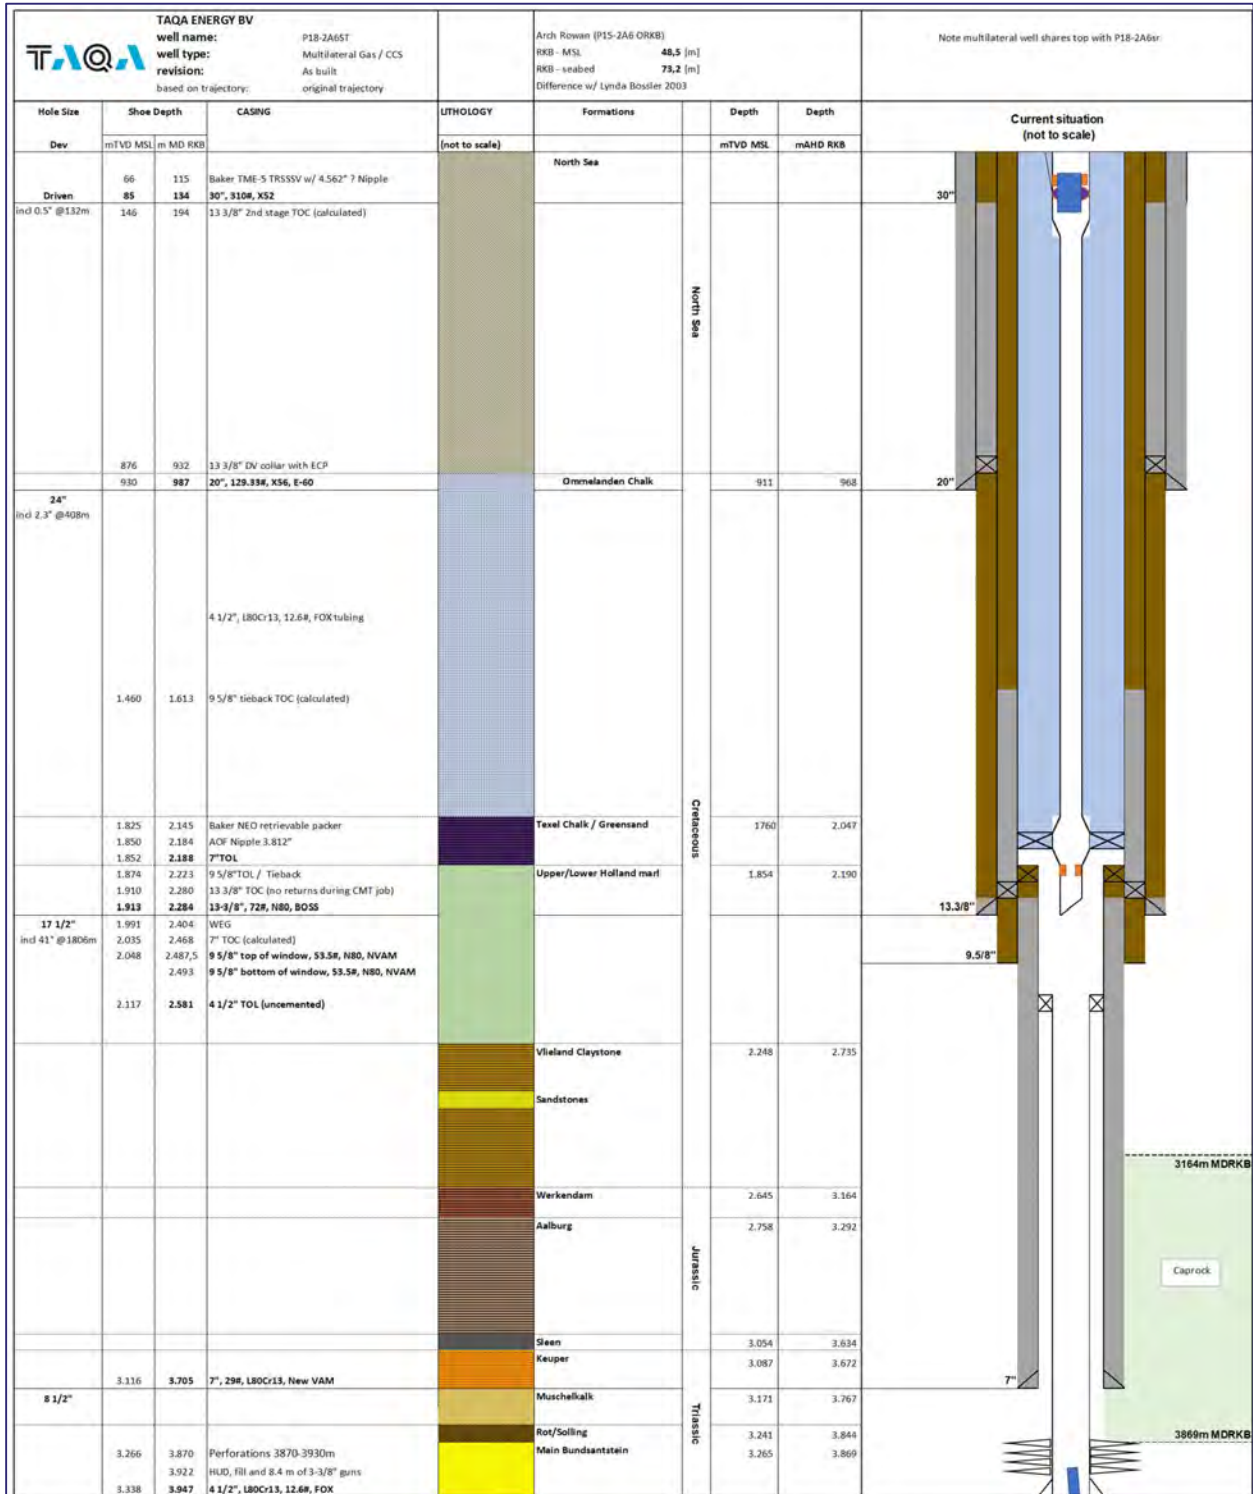 TAQA
TAQA ENERGY BV
well name: P18-2A6ST
well type: Multilateral Gas / CCS
revision: As built
based on trajectory: original trajectory
Arch Rowan (P15-2A6 ORKB)
RKB - MSL 48,5 [m]
RKB - seabed 73,2 [m]
Difference w/ Lynda Bossler 2003
Note multilateral well shares top with P18-2A6sr
Hole Size Shoe Depth CASING LITHOLOGY Formations Depth Depth
Current situation
(not to scale)
Dev mTVD MSL m MD RKB (not to scale) mTVD MSL mAHD RKB
North Sea
66 115 Baker TME-5 TRSSSV w/ 4.562" ? Nipple
Driven 85 134 30", 310#, X52
30"
incl 0.5° @132m 146 194 13 3/8" 2nd stage TOC (calculated)
North Sea
876 932 13 3/8" DV collar with ECP
930 987 20", 129.33#, X56, E-60 Ommelanden Chalk 911 968
20"
24"
incl 2.3° @408m
4 1/2", L80Cr13, 12.6#, FOX tubing
1.460 1.613 9 5/8" tieback TOC (calculated)
Cretaceous
1.825 2.145 Baker NEO retrievable packer Texel Chalk / Greensand 1760 2.047
1.850 2.184 AOF Nipple 3.812"
1.852 2.188 7"TOL
1.874 2.223 9 5/8"TOL / Tieback Upper/Lower Holland marl 1.854 2.190
1.910 2.280 13 3/8" TOC (no returns during CMT job)
1.913 2.284 13-3/8", 72#, N80, BOSS
13.3/8"
17 1/2" 1.991 2.404 WEG
incl 41° @1806m 2.035 2.468 7" TOC (calculated)
2.048 2.487,5 9 5/8" top of window, 53.5#, N80, NVAM
9.5/8"
2.493 9 5/8" bottom of window, 53.5#, N80, NVAM
2.117 2.581 4 1/2" TOL (uncemented)
Vlieland Claystone 2.248 2.735
Sandstones
3164m MDRKB
Werkendam 2.645 3.164
Aalburg 2.758 3.292
Jurassic
Caprock
Sleen 3.054 3.634
Keuper 3.087 3.672
3.116 3.705 7", 29#, L80Cr13, New VAM
7"
8 1/2" Muschelkalk 3.171 3.767
Triassic
Rot/Solling 3.241 3.844
3869m MDRKB
3.266 3.870 Perforations 3870-3930m Main Bundsantstein 3.265 3.869
3.922 HUD, fill and 8.4 m of 3-3/8" guns
3.338 3.947 4 1/2", L80Cr13, 12.6#, FOX